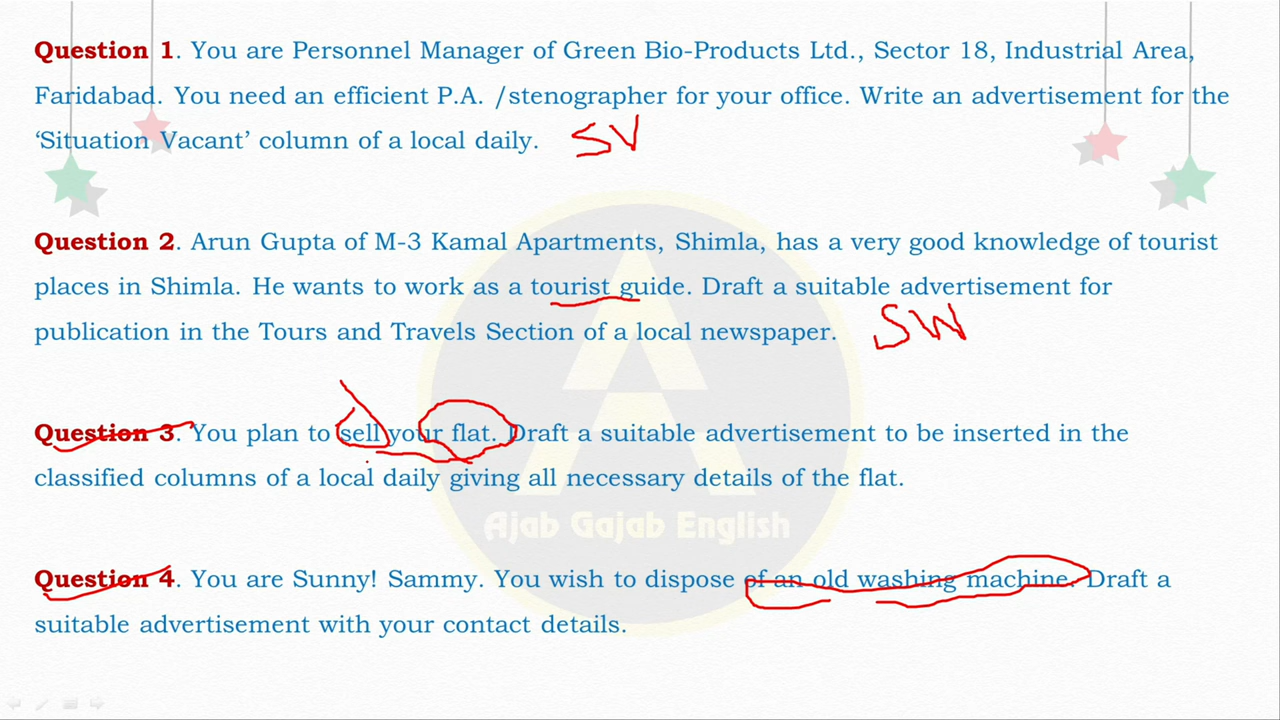 Question 1. You are Personnel Manager of Green Bio-Products Ltd., Sector 18, Industrial Area,
Faridabad. You need an efficient P.A. /stenographer for your office. Write an advertisement for the
‘Situation Vacant’ column of a local daily. SV
Question 2. Arun Gupta of M-3 Kamal Apartments, Shimla, has a very good knowledge of tourist
places in Shimla. He wants to work as a tourist guide. Draft a suitable advertisement for
publication in the Tours and Travels Section of a local newspaper. SW
Question 3. You plan to sell your flat. Draft a suitable advertisement to be inserted in the
classified columns of a local daily giving all necessary details of the flat.
Ajab Gajab English
Question 4. You are Sunny! Sammy. You wish to dispose of an old washing machine. Draft a
suitable advertisement with your contact details.